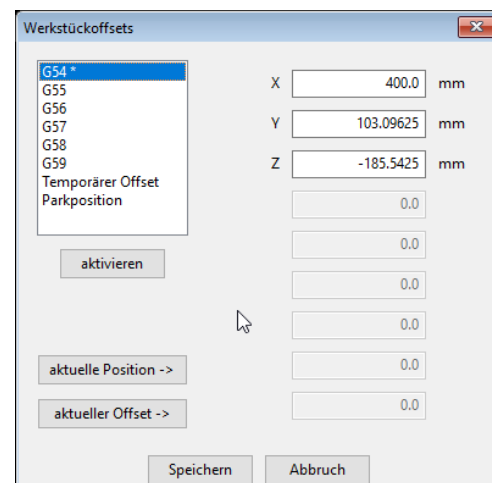 Werkstückoffsets
G54 *
G55
G56
G57
G58
G59
Temporärer Offset
Parkposition
aktivieren
aktuelle Position ->
aktueller Offset ->
X 400.0 mm
Y 103.09625 mm
Z -185.5425 mm
0.0
0.0
0.0
0.0
0.0
0.0
Speichern Abbruch